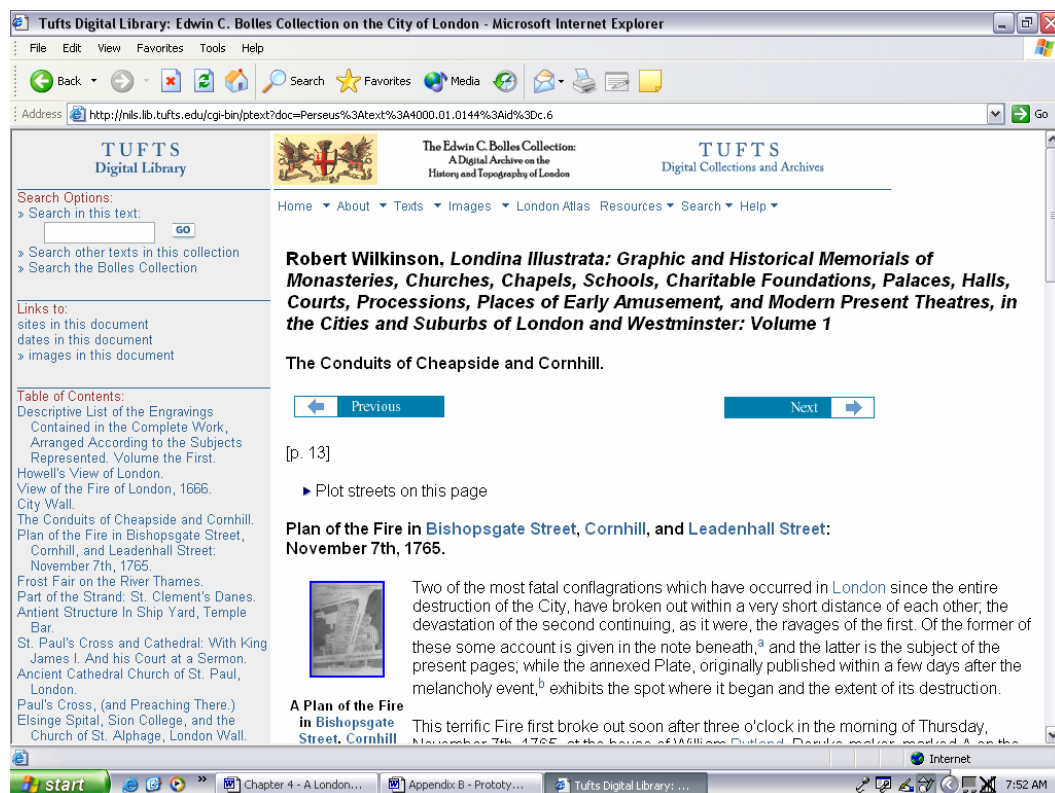 Tufts Digital Library: Edwin C. Bolles Collection on the City of London - Microsoft Internet Explorer
File Edit View Favorites Tools Help
Back Search Favorites Media
Address http://nils.lib.tufts.edu/cgi-bin/ptext?doc=Perseus%3Atext%3A4000.01.0144%3Aid%3Dc.6 Go
TUFTS
Digital Library
The Edwin C. Bolles Collection:
A Digital Archive on the
History and Topography of London
TUFTS
Digital Collections and Archives
Search Options:
» Search in this text:
GO
» Search other texts in this collection
» Search the Bolles Collection
Links to:
sites in this document
dates in this document
» images in this document
Table of Contents:
Descriptive List of the Engravings
Contained in the Complete Work,
Arranged According to the Subjects
Represented. Volume the First.
Howell's View of London.
View of the Fire of London, 1666.
City Wall.
The Conduits of Cheapside and Cornhill.
Plan of the Fire in Bishopsgate Street,
Cornhill, and Leadenhall Street:
November 7th, 1765.
Frost Fair on the River Thames.
Part of the Strand: St. Clement's Danes.
Antient Structure In Ship Yard, Temple
Bar.
St. Paul's Cross and Cathedral: With King
James I. And his Court at a Sermon.
Ancient Cathedral Church of St. Paul,
London.
Paul's Cross, (and Preaching There.)
Elsinge Spital, Sion College, and the
Church of St. Alphage, London Wall.
Home About Texts Images London Atlas Resources Search Help
Robert Wilkinson, Londina Illustrata: Graphic and Historical Memorials of
Monasteries, Churches, Chapels, Schools, Charitable Foundations, Palaces, Halls,
Courts, Processions, Places of Early Amusement, and Modern Present Theatres, in
the Cities and Suburbs of London and Westminster: Volume 1
The Conduits of Cheapside and Cornhill.
Previous Next
[p. 13]
Plot streets on this page
Plan of the Fire in Bishopsgate Street, Cornhill, and Leadenhall Street:
November 7th, 1765.
Two of the most fatal conflagrations which have occurred in London since the entire
destruction of the City, have broken out within a very short distance of each other; the
devastation of the second continuing, as it were, the ravages of the first. Of the former of
these some account is given in the note beneath,a and the latter is the subject of the
present pages; while the annexed Plate, originally published within a few days after the
melancholy event,b exhibits the spot where it began and the extent of its destruction.
A Plan of the Fire
in Bishopsgate
Street, Cornhill
This terrific Fire first broke out soon after three o'clock in the morning of Thursday,
November 7th, 1765, at the house of William Rutland, Peruke-maker, marked A on the
Internet
start » Chapter 4 - A London... Appendix B - Prototy... Tufts Digital Library: ... 7:52 AM